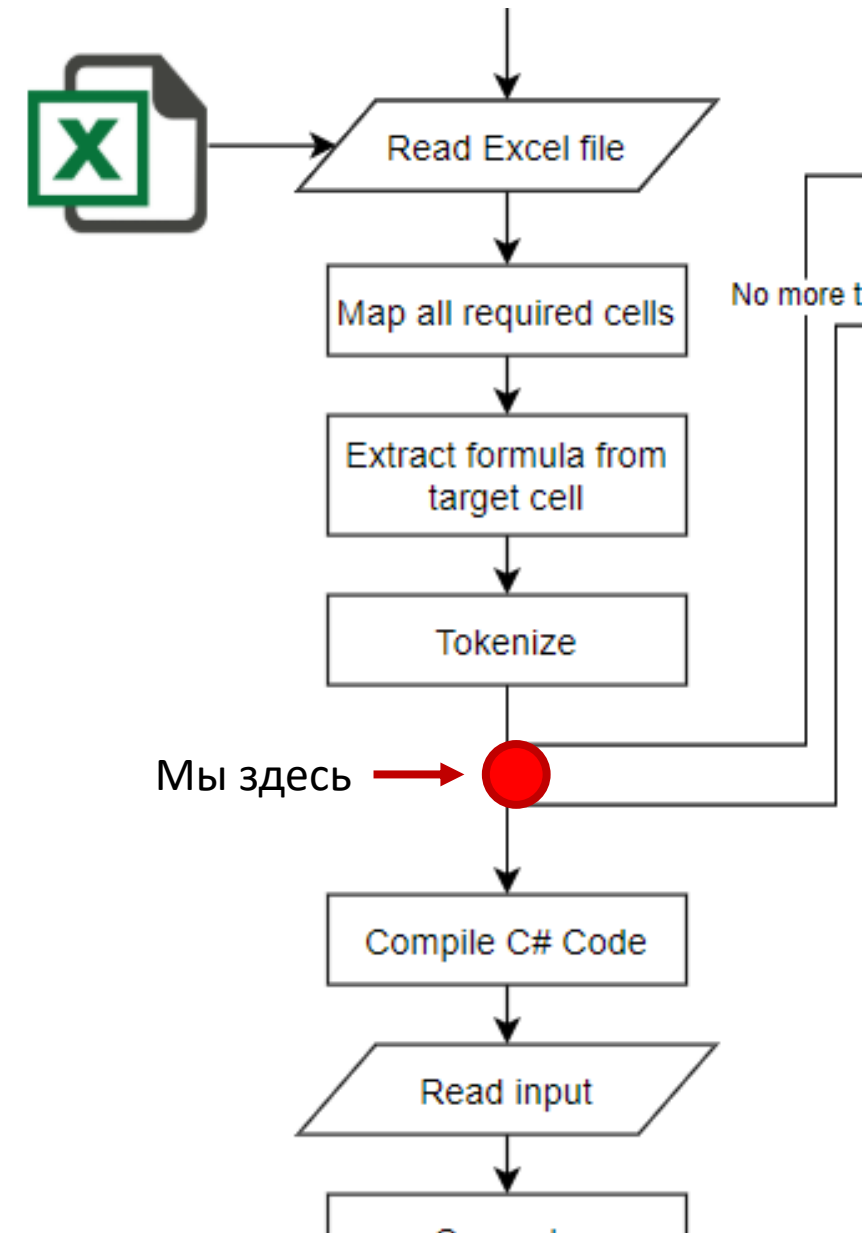 X
Read Excel file
Map all required cells
No more
Extract formula from
target cell
Tokenize
Мы здесь
Compile C# Code
Read input